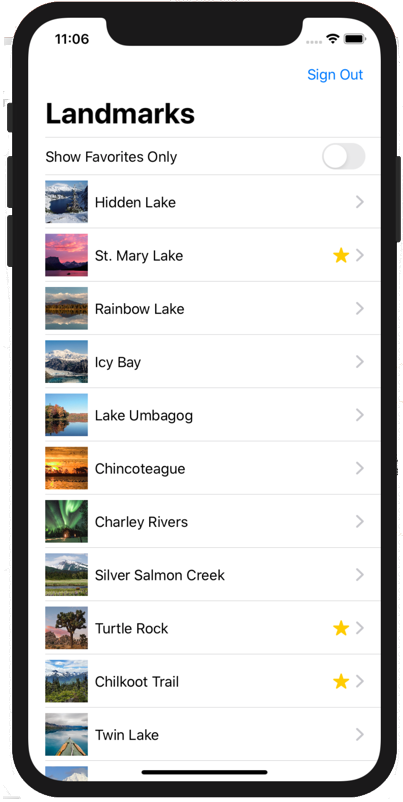 11:06
Sign Out
Landmarks
Show Favorites Only
Hidden Lake
St. Mary Lake
Rainbow Lake
Icy Bay
Lake Umbagog
Chincoteague
Charley Rivers
Silver Salmon Creek
Turtle Rock
Chilkoot Trail
Twin Lake